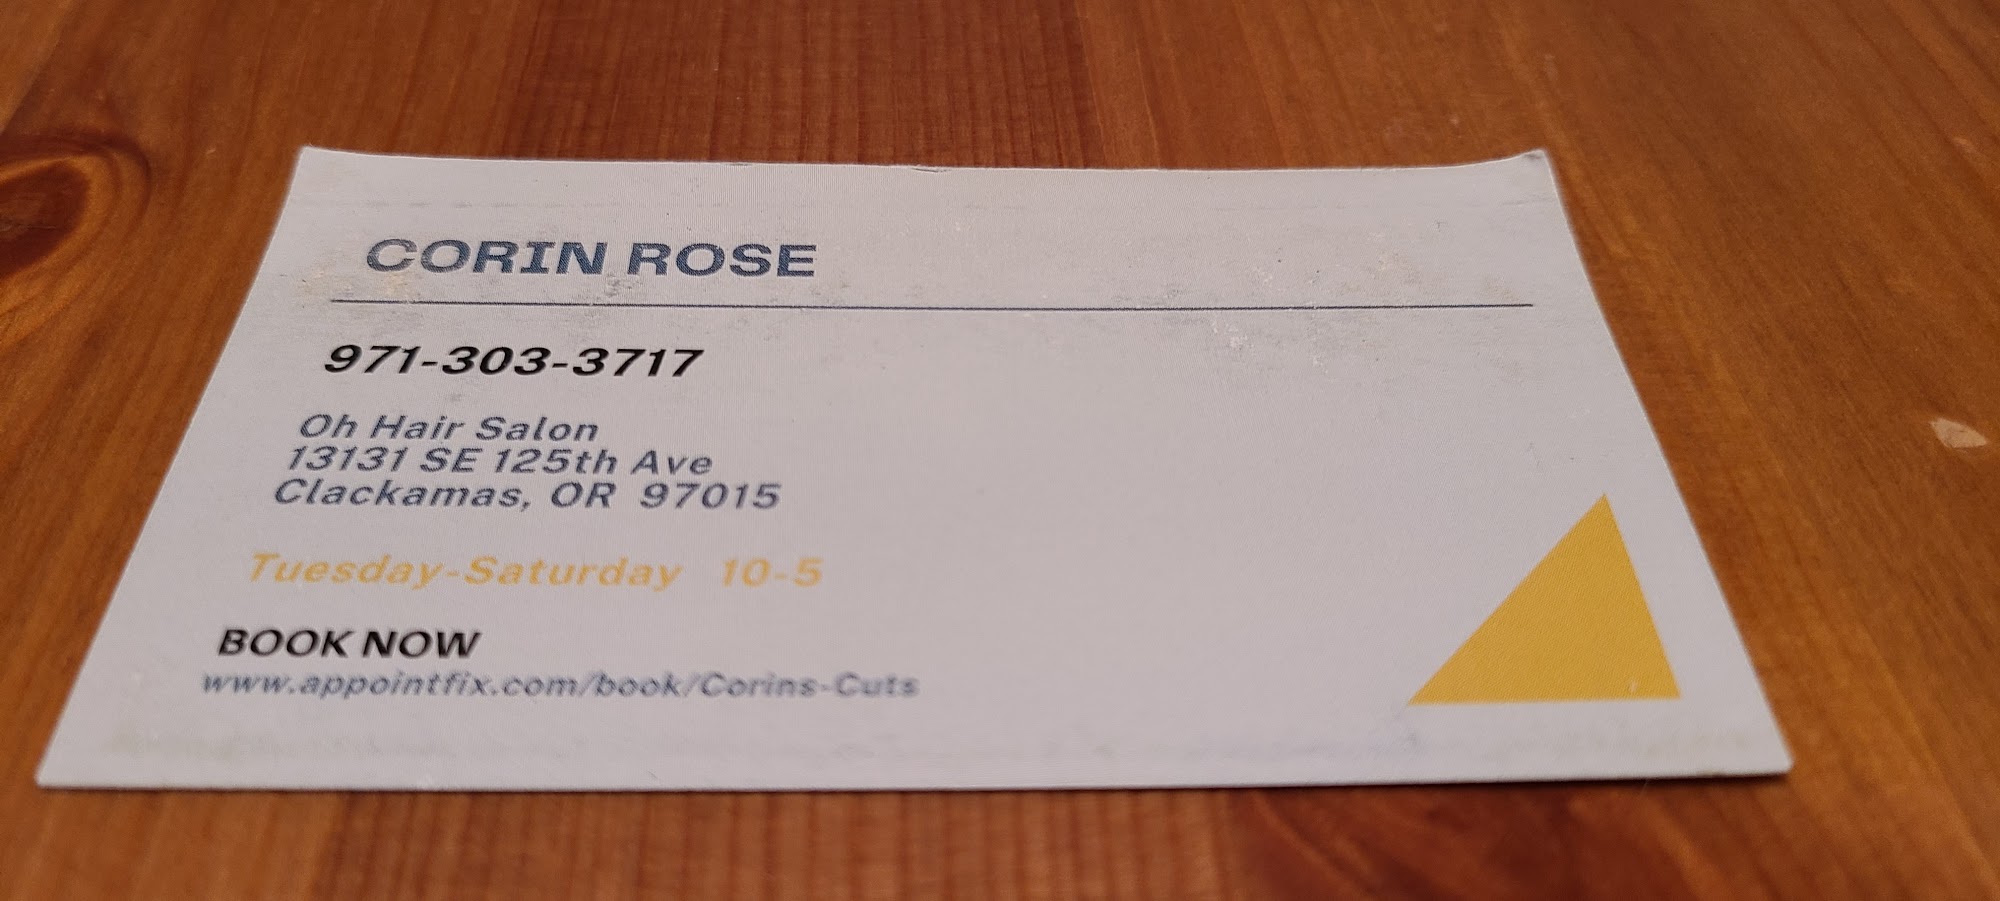 CORIN ROSE
971-303-3717
Oh Hair Salon
13131 SE 125th Ave
Clackamas, OR 97015
Tuesday-Saturday 10-5
BOOK NOW
www.appointfix.com/book/Corins-Cuts